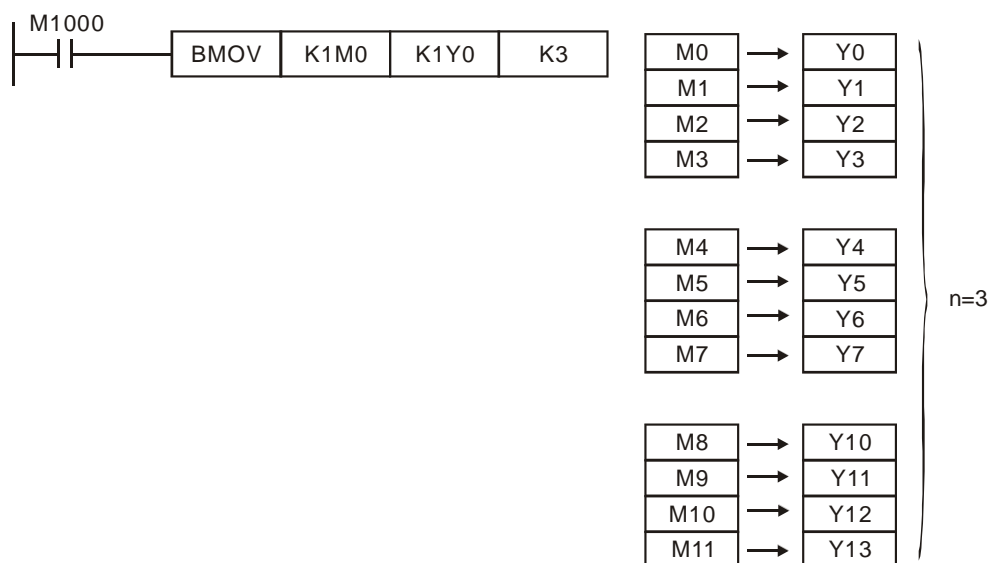 M1000
BMOV K1M0 K1Y0 K3
M0 Y0
M1 Y1
M2 Y2
M3 Y3
M4 Y4
M5 Y5
M6 Y6
M7 Y7
n=3
M8 Y10
M9 Y11
M10 Y12
M11 Y13